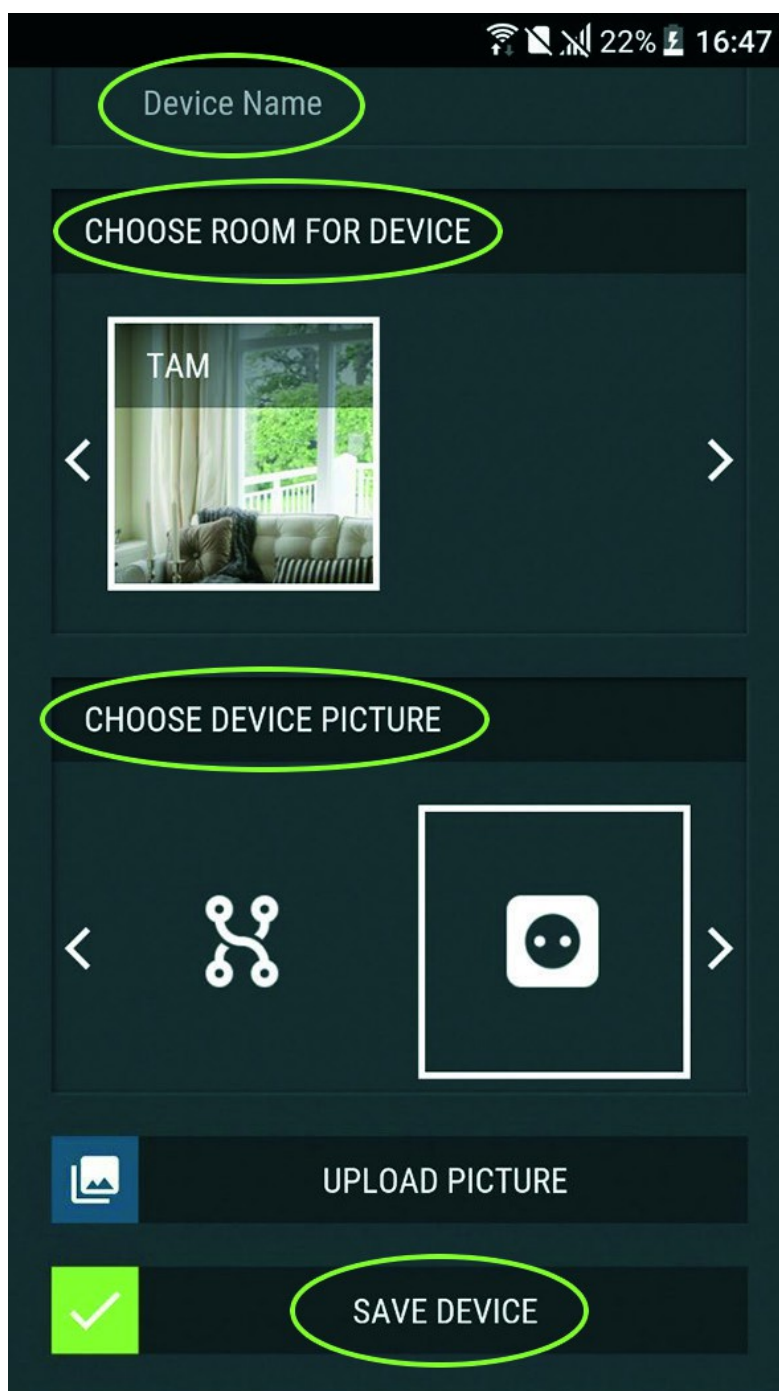 22% 16:47
Device Name
CHOOSE ROOM FOR DEVICE
TAM
CHOOSE DEVICE PICTURE
UPLOAD PICTURE
SAVE DEVICE